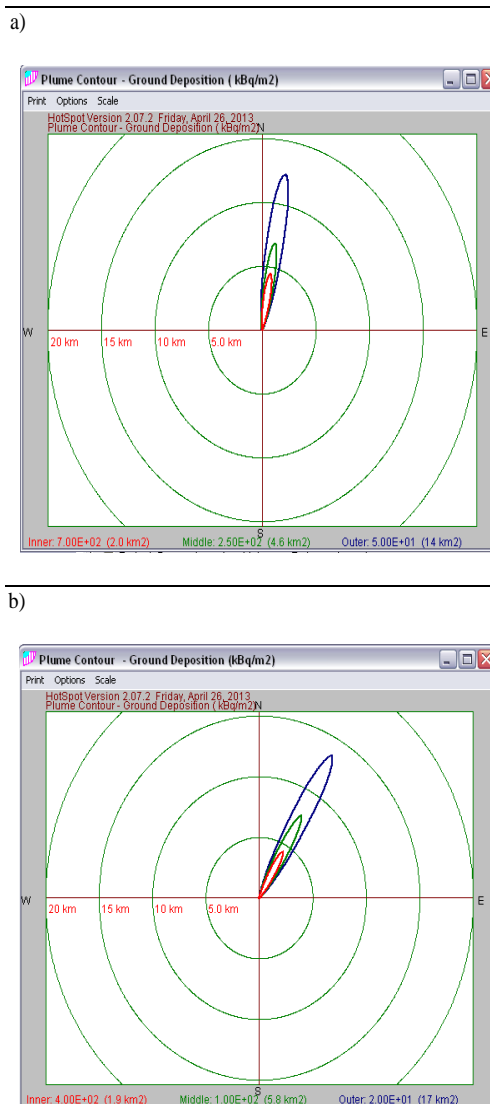 a)
Plume Contour - Ground Deposition ( kBq/m2)
Print Options Scale
HotSpot Version 2.07.2 Friday, April 26, 2013
Plume Contour - Ground Deposition ( kBq/m2)
N
W
20 km 15 km 10 km 5.0 km
E
S
Inner: 7.00E+02 (2.0 km2) Middle: 2.50E+02 (4.6 km2) Outer: 5.00E+01 (14 km2)
b)
Plume Contour - Ground Deposition (kBq/m2)
Print Options Scale
HotSpot Version 2.07.2 Friday, April 26, 2013
Plume Contour - Ground Deposition ( kBq/m2)
N
W
20 km 15 km 10 km 5.0 km
E
S
Inner: 4.00E+02 (1.9 km2) Middle: 1.00E+02 (5.8 km2) Outer: 2.00E+01 (17 km2)